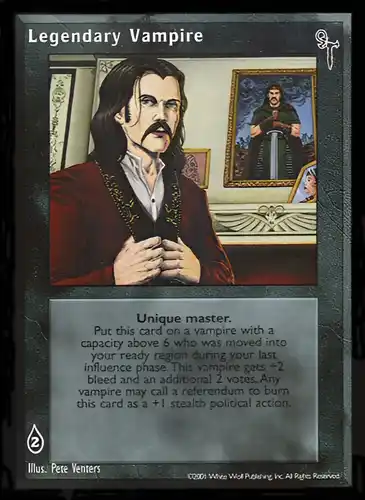 Legendary Vampire
Unique master.
Put this card on a vampire with a
capacity above 6 who was moved into
your ready region during your last
influence phase. This vampire gets +2
bleed and an additional 2 votes. Any
vampire may call a referendum to burn
this card as a +1 stealth political action.
2
Illus. Pete Venters
©2001 White Wolf Publishing, Inc. All Rights Reserved.